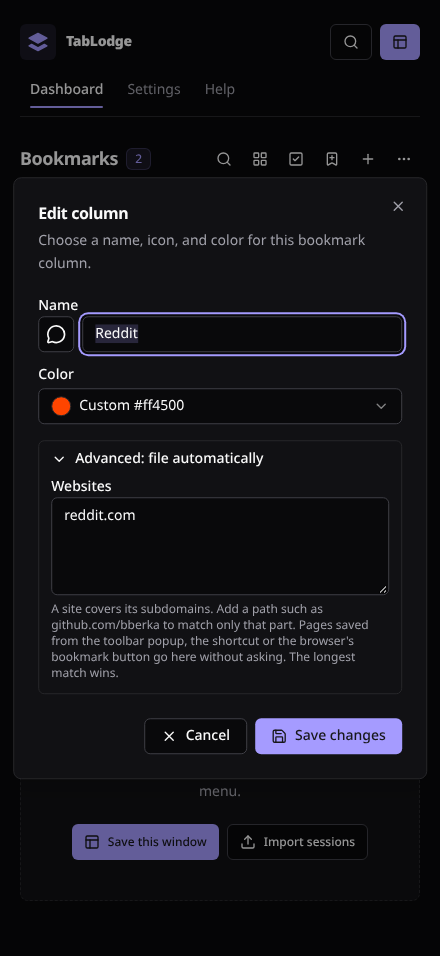 TabLodge
Dashboard
Settings
Help
Bookmarks
2
Edit column
Choose a name, icon, and color for this bookmark
column.
Name
Reddit
Color
Custom #ff4500
Advanced: file automatically
Websites
reddit.com
A site covers its subdomains. Add a path such as
github.com/bberka to match only that part. Pages saved
from the toolbar popup, the shortcut or the browser's
bookmark button go here without asking. The longest
match wins.
Cancel
Save changes
menu.
Save this window
Import sessions